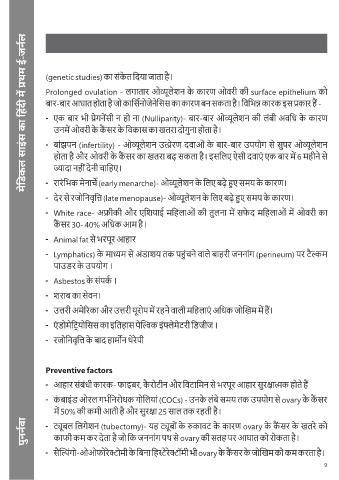 मेडिकल साइंस का हिंदी में प्रथम ई-जर्नल
(genetic studies) का संकेत दिया जाता है।
Prolonged ovulation - लगातार ओव्यूलेशन के कारण ओवरी की surface epithelium को
बार-बार आघात होता है जो कार्सिनोजेनेसिस का कारण बन सकता है। विभिन्न कारक इस प्रकार हैं -
- एक बार भी प्रेगनेंसी न हो ना (Nulliparity)- बार-बार ओव्यूलेशन की लंबी अवधि के कारण
उनमें ओवरी के कैंसर के विकास का खतरा दोगुना होता है।
- बांझपन (infertility) - ओव्यूलेशन उत्प्रेरण दवाओं के बार-बार उपयोग से सुपर ओव्यूलेशन
होता है और ओवरी के कैंसर का खतरा बढ़ सकता है। इसलिए ऐसी दवाएं एक बार में 6 महीने से
ज्यादा नहीं देनी चाहिए।
- रारंभिक मेनार्चे (early menarche)- ओव्यूलेशन के लिए बढ़े हुए समय के कारण।
- देर से रजोनिवृत्ति (late menopause)- ओव्यूलेशन के लिए बढ़े हुए समय के कारण।
- White race- अफ्रीकी और एशियाई महिलाओं की तुलना में सफेद महिलाओं में ओवरी का
कैंसर 30- 40% अधिक आम है।
- Animal fat से भरपूर आहार
- Lymphatics) के माध्यम से अंडाशय तक पहुंचने वाले बाहरी जननांग (perineum) पर टैल्कम
पाउडर के उपयोग ।
- Asbestos के संपर्क ।
- शराब का सेवन।
- उत्तरी अमेरिका और उत्तरी यूरोप में रहने वाली महिलाएं अधिक जोखिम में हैं।
- एंडोमेट्रियोसिस का इतिहास पेल्विक इंफ्लेमेटरी डिजीज ।
- रजोनिवृत्ति के बाद हार्मोन थेरेपी
Preventive factors
- आहार संबंधी कारक- फाइबर, कैरोटीन और विटामिन से भरपूर आहार सुरक्षात्मक होते हैं
- कंबाइंड ओरल गर्भनिरोधक गोलियां (COCs) - उनके लंबे समय तक उपयोग से ovary के कैंसर
में 50% की कमी आती है और सुरक्षा 25 साल तक रहती है।
- ट्यूबल लिगेशन (tubectomy)- यह ट्यूबों के रुकावट के कारण ovary के कैंसर के खतरे को
काफी कम कर देता है जो कि जननांग पथ से ovary की सतह पर आघात को रोकता है।
- सेल्पिंगो-ओओफोरेक्टोमी के बिना हिस्टेरेक्टॉमी भी ovary के कैंसर के जोखिम को कम करता है।
पुनर्नवा
9